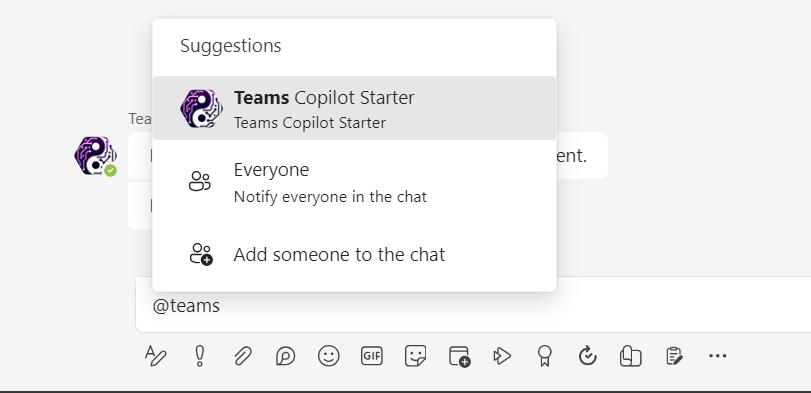 Suggestions
Teams Copilot Starter
Teams Copilot Starter
Tea
ent.
Everyone
Notify everyone in the chat
Add someone to the chat
@teams
GIF